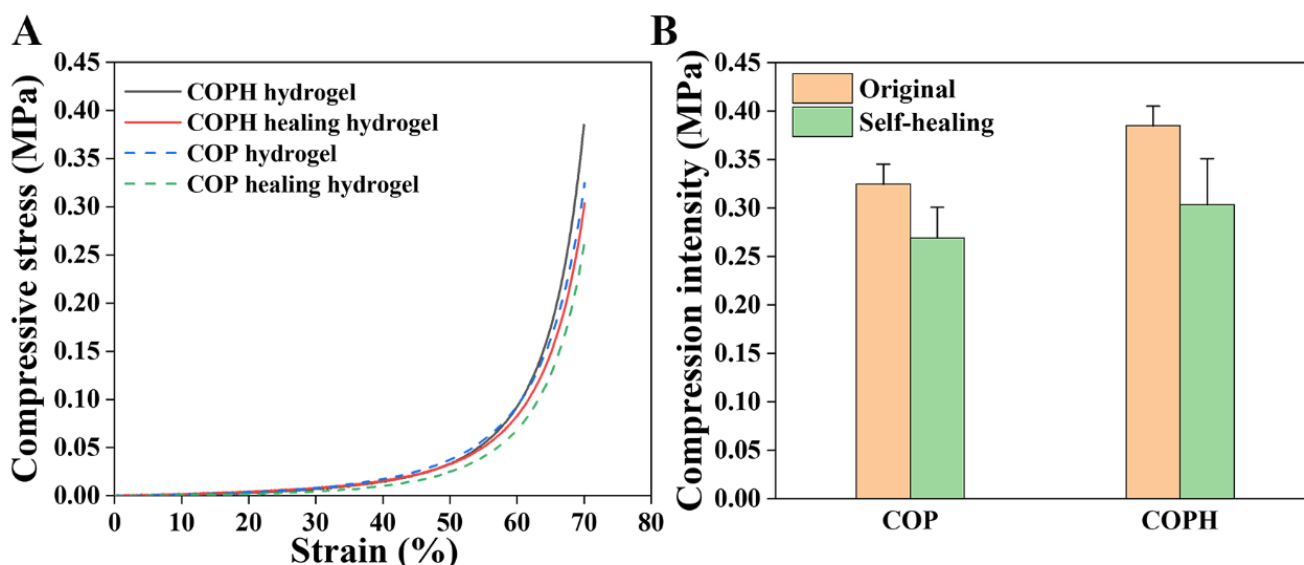 A
Compressive stress (MPa)
0.45
0.40
0.35
0.30
0.25
0.20
0.15
0.10
0.05
0.00
COPH hydrogel
COPH healing hydrogel
COP hydrogel
COP healing hydrogel
0 10 20 30 40 50 60 70 80
Strain (%)
B
Compression intensity (MPa)
0.45
0.40
0.35
0.30
0.25
0.20
0.15
0.10
0.05
0.00
Original
Self-healing
COP COPH